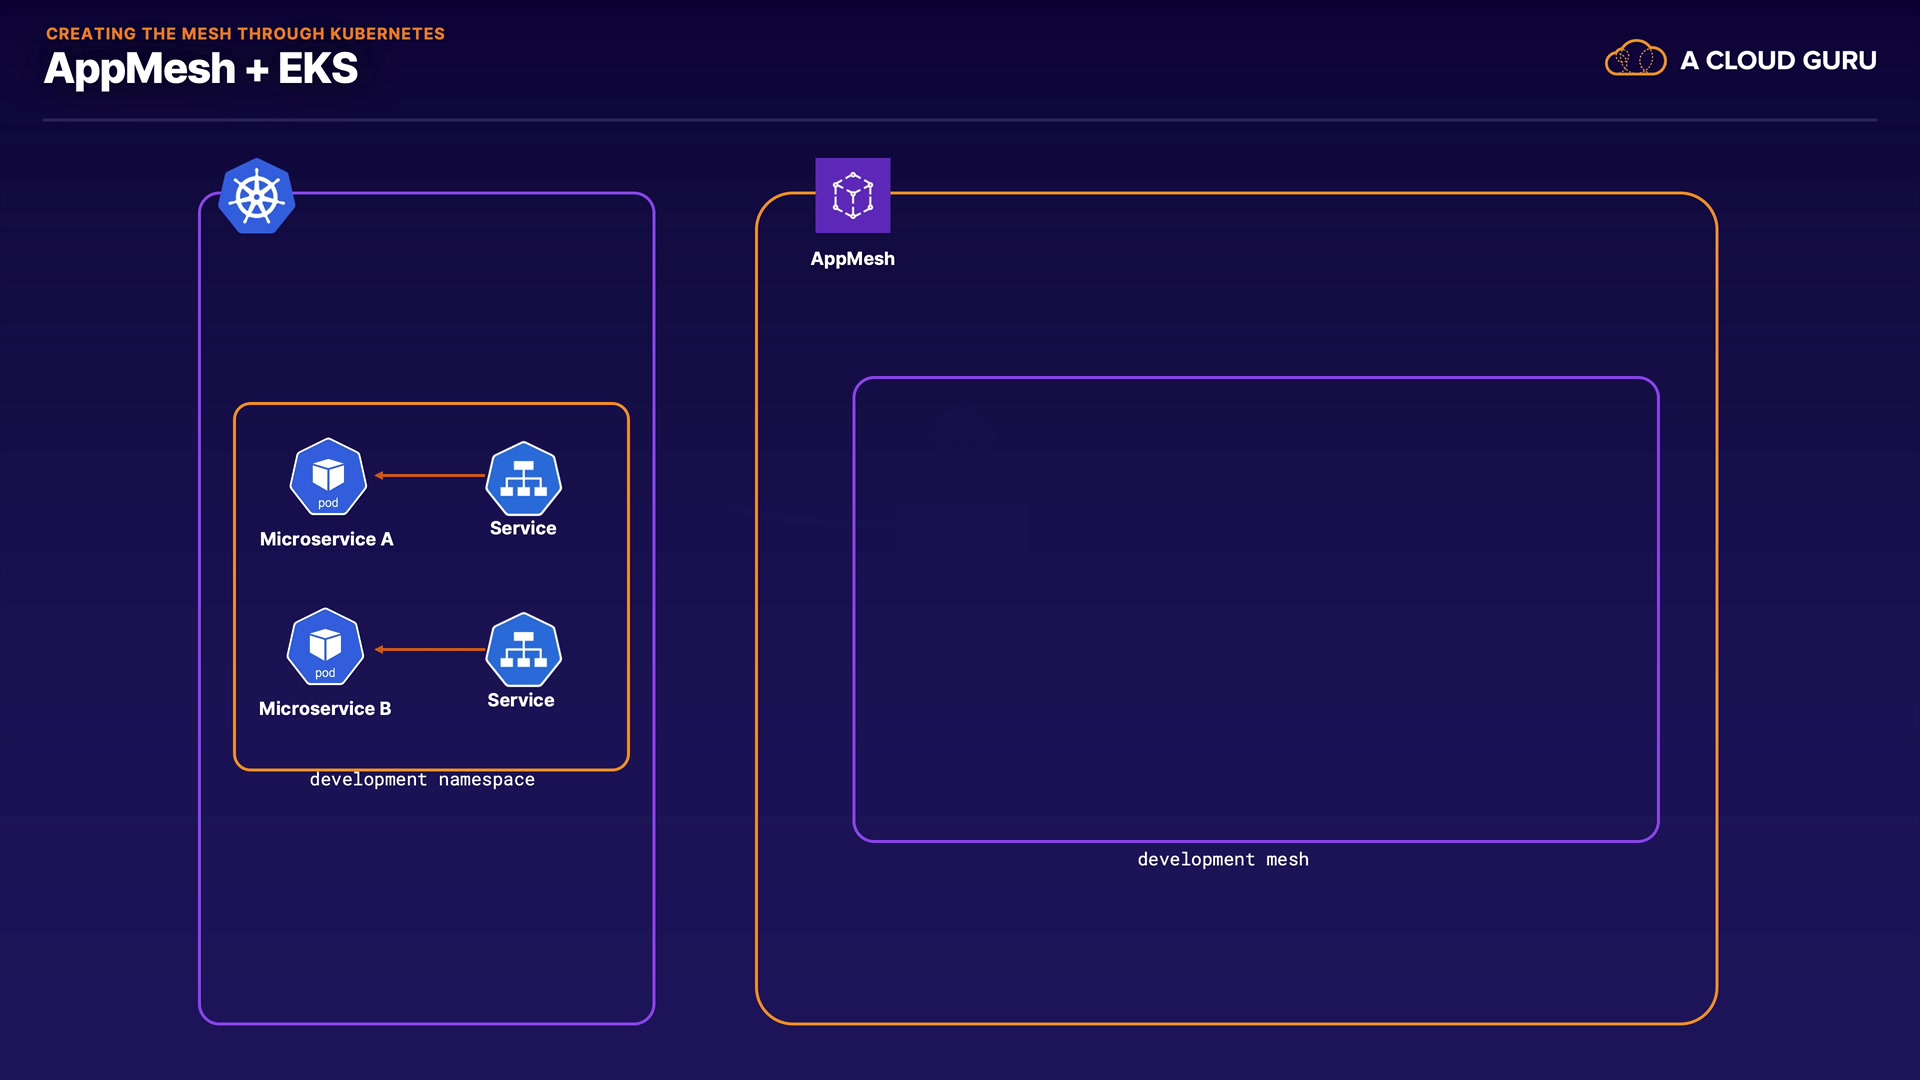 CREATING THE MESH THROUGH KUBERNETES
AppMesh + EKS
A CLOUD GURU
AppMesh
pod
Microservice A
Service
pod
Microservice B
Service
development namespace
development mesh